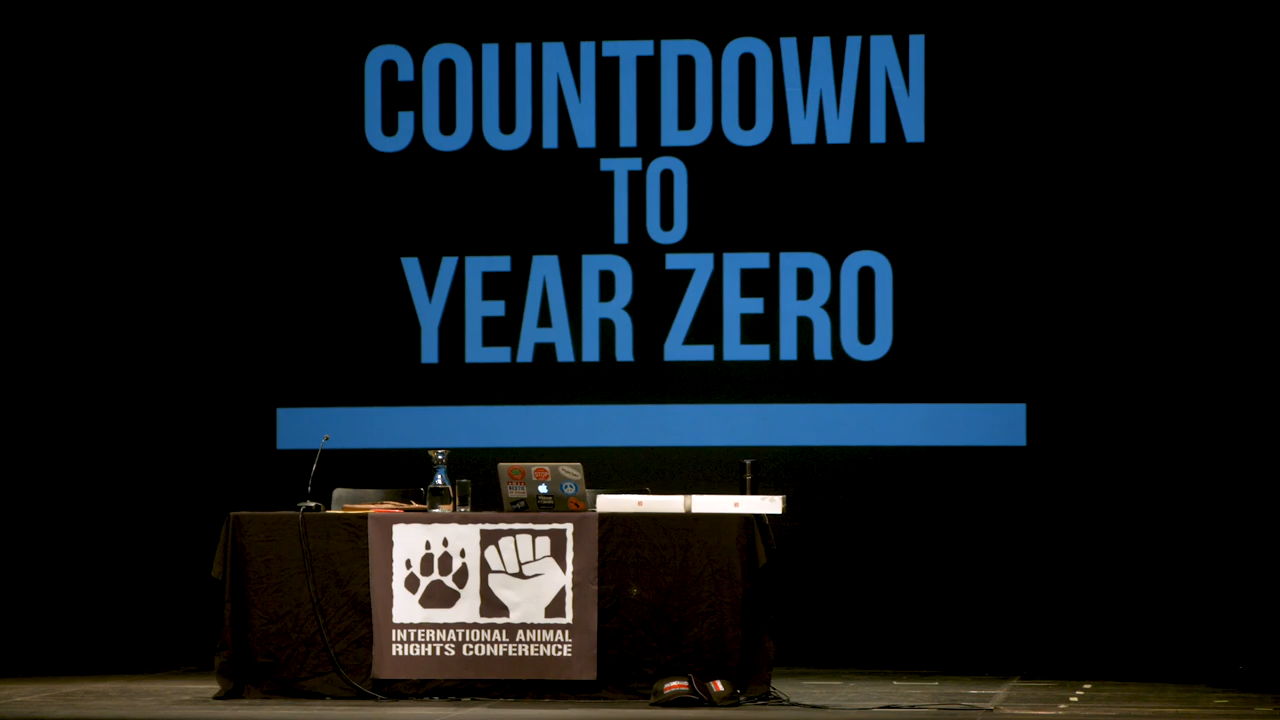 COUNTDOWN
TO
YEAR ZERO
INTERNATIONAL ANIMAL
RIGHTS CONFERENCE